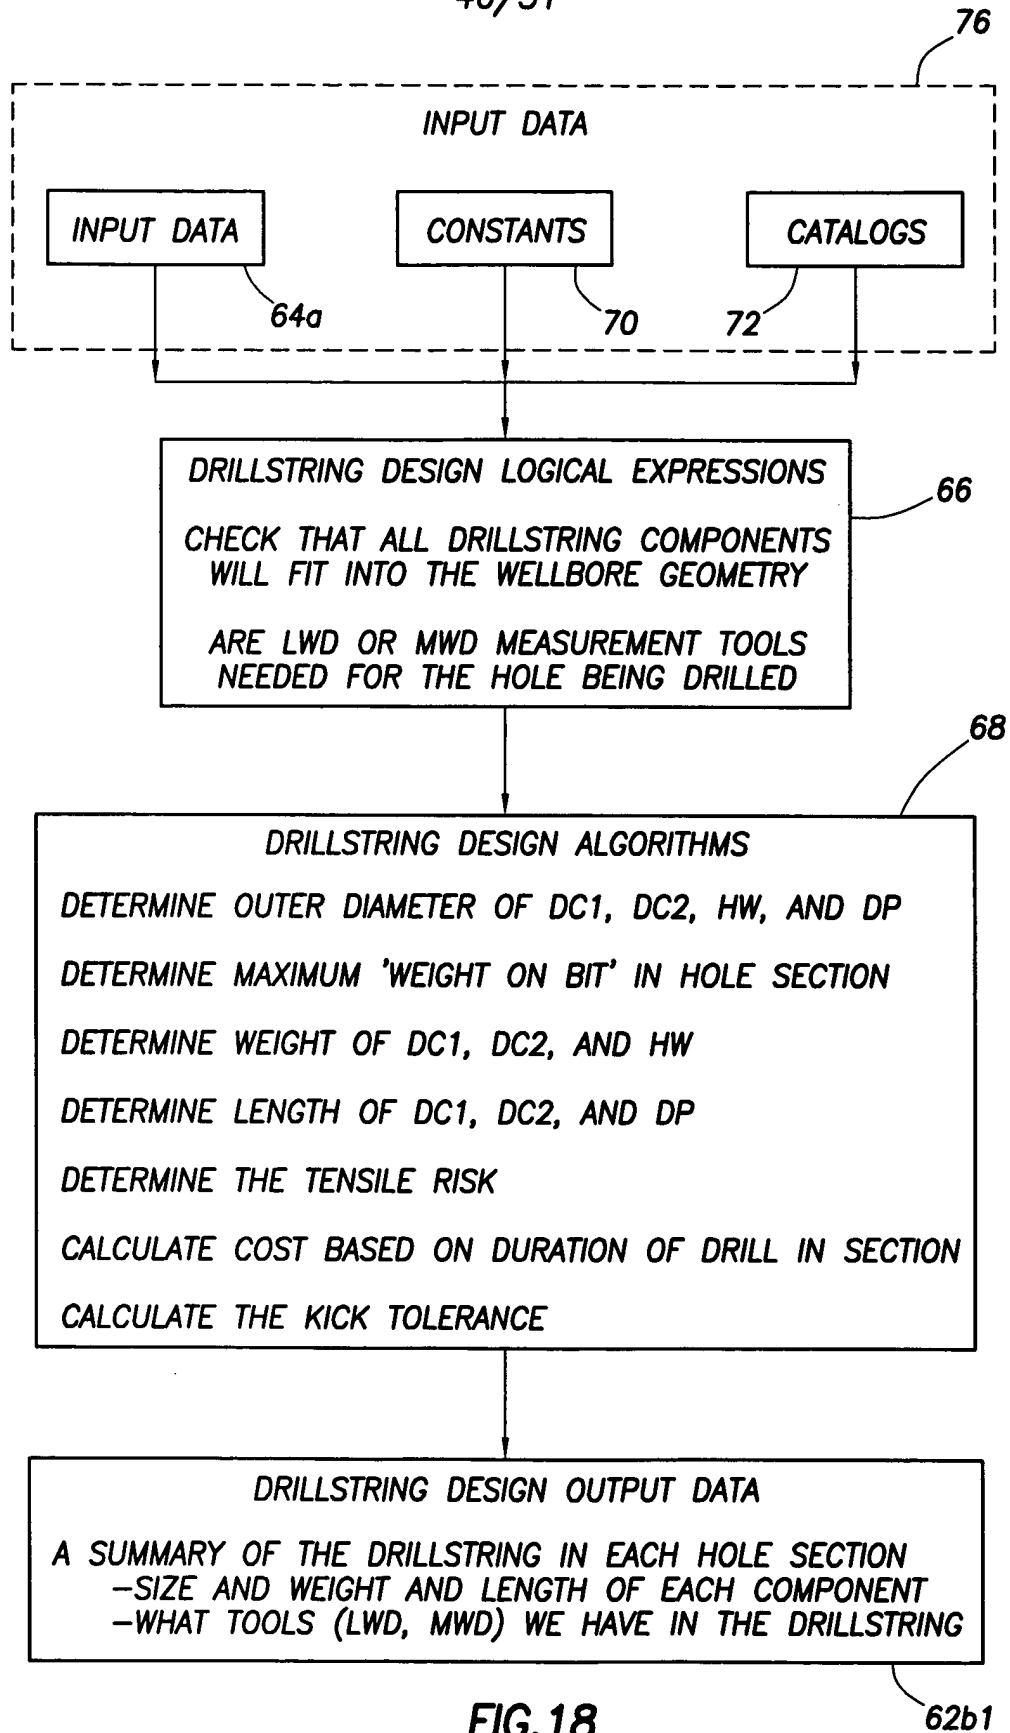 76
INPUT DATA
INPUT DATA
CONSTANTS
CATALOGS
64a
70
72
DRILLSTRING DESIGN LOGICAL EXPRESSIONS
66
CHECK THAT ALL DRILLSTRING COMPONENTS
WILL FIT INTO THE WELLBORE GEOMETRY
ARE LWD OR MWD MEASUREMENT TOOLS
NEEDED FOR THE HOLE BEING DRILLED
68
DRILLSTRING DESIGN ALGORITHMS
DETERMINE OUTER DIAMETER OF DC1, DC2, HW, AND DP
DETERMINE MAXIMUM 'WEIGHT ON BIT' IN HOLE SECTION
DETERMINE WEIGHT OF DC1, DC2, AND HW
DETERMINE LENGTH OF DC1, DC2, AND DP
DETERMINE THE TENSILE RISK
CALCULATE COST BASED ON DURATION OF DRILL IN SECTION
CALCULATE THE KICK TOLERANCE
DRILLSTRING DESIGN OUTPUT DATA
A SUMMARY OF THE DRILLSTRING IN EACH HOLE SECTION
-SIZE AND WEIGHT AND LENGTH OF EACH COMPONENT
-WHAT TOOLS (LWD, MWD) WE HAVE IN THE DRILLSTRING
62b1
FIG.18